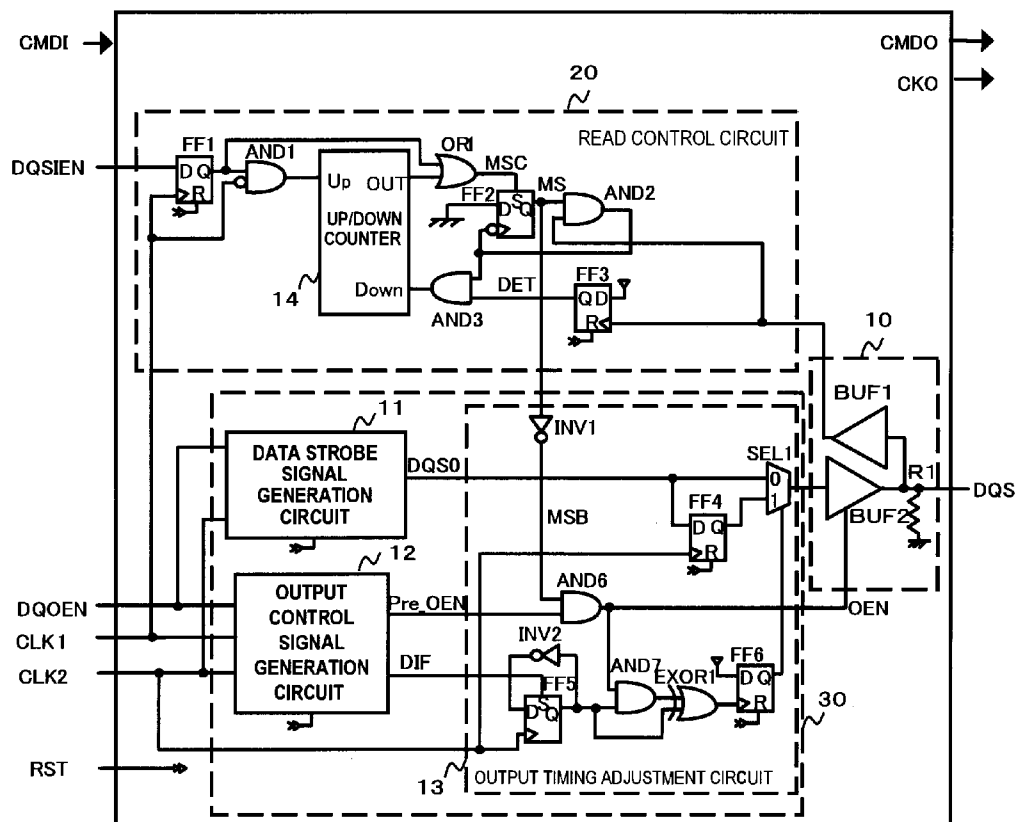 CMDI
CMDO
CKO
20
READ CONTROL CIRCUIT
DQSIEN
FF1
D Q
R
AND1
Up OUT
UP/DOWN
COUNTER
Down
14
OR1
MSC
FF2
D S Q
MS
AND2
AND3
DET
FF3
Q D
R
10
BUF1
BUF2
R1
DQS
11
DATA STROBE
SIGNAL
GENERATION
CIRCUIT
DQS0
INV1
MSB
SEL1
0
1
FF4
D Q
R
12
OUTPUT
CONTROL
SIGNAL
GENERATION
CIRCUIT
DQOEN
CLK1
CLK2
RST
Pre_OEN
DIF
AND6
OEN
INV2
FF5
D S Q
AND7
EXOR1
FF6
D Q
R
30
13
OUTPUT TIMING ADJUSTMENT CIRCUIT